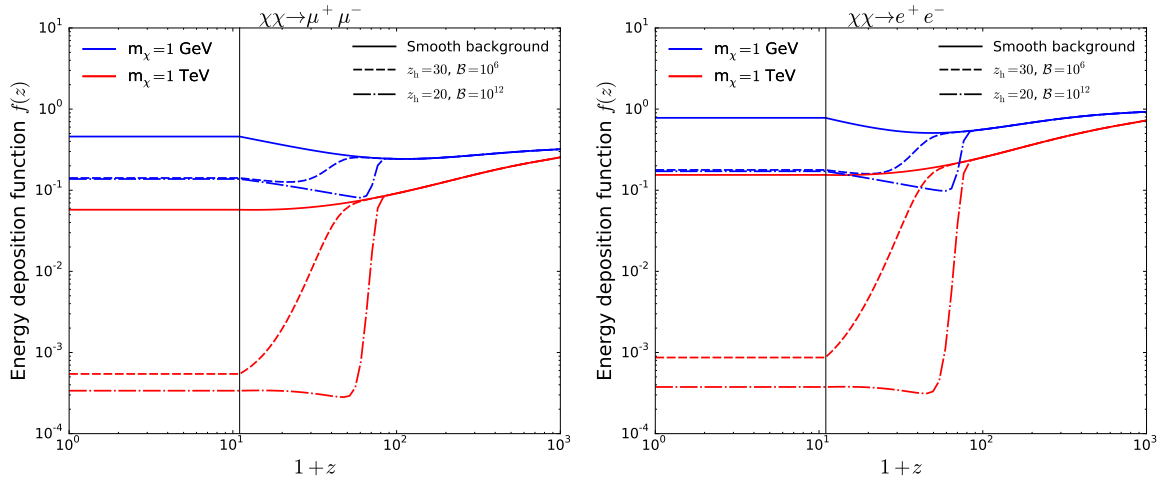 χχ→μ⁺ μ⁻
Energy deposition function f(z)
10¹
10⁰
10⁻¹
10⁻²
10⁻³
10⁻⁴
m_χ=1 GeV
m_χ=1 TeV
Smooth background
z_h=30, ℬ=10⁶
z_h=20, ℬ=10¹²
10⁰ 10¹ 10² 10³
1+z
χχ→e⁺ e⁻
Energy deposition function f(z)
10¹
10⁰
10⁻¹
10⁻²
10⁻³
10⁻⁴
m_χ=1 GeV
m_χ=1 TeV
Smooth background
z_h=30, ℬ=10⁶
z_h=20, ℬ=10¹²
10⁰ 10¹ 10² 10³
1+z